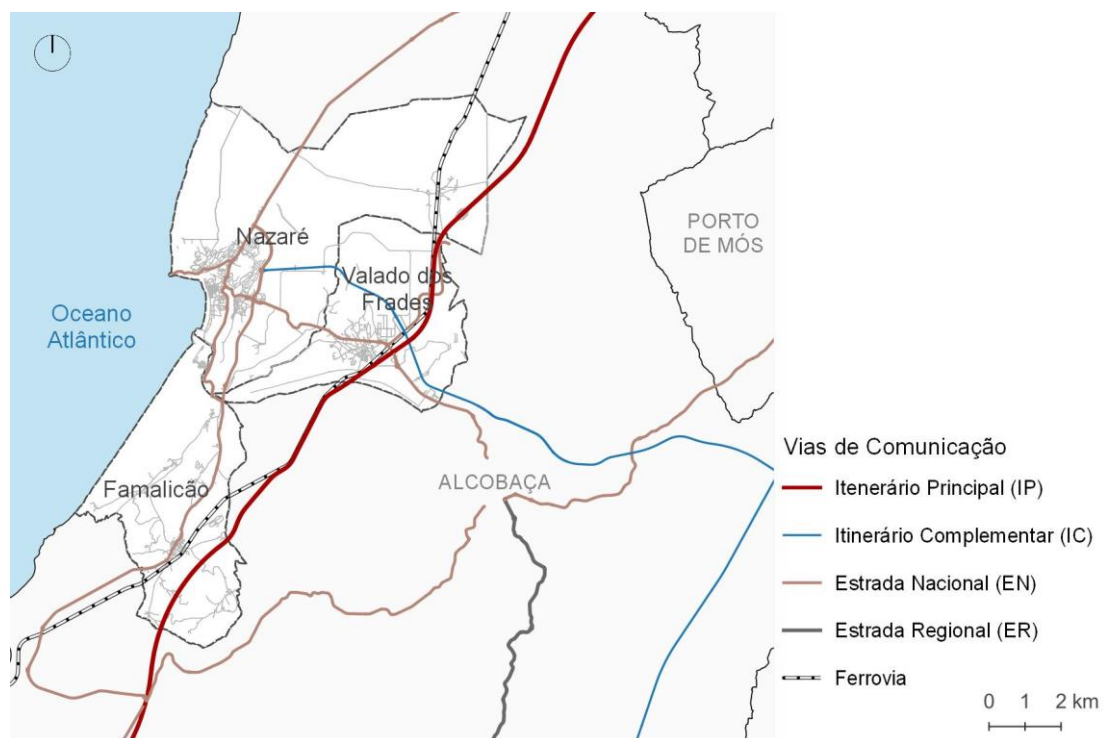 Nazaré
Valado dos
Frades
PORTO
DE MÓS
Oceano
Atlântico
Famalicão
ALCOBAÇA
Vias de Comunicação
Itenerário Principal (IP)
Itinerário Complementar (IC)
Estrada Nacional (EN)
Estrada Regional (ER)
Ferrovia
0 1 2 km